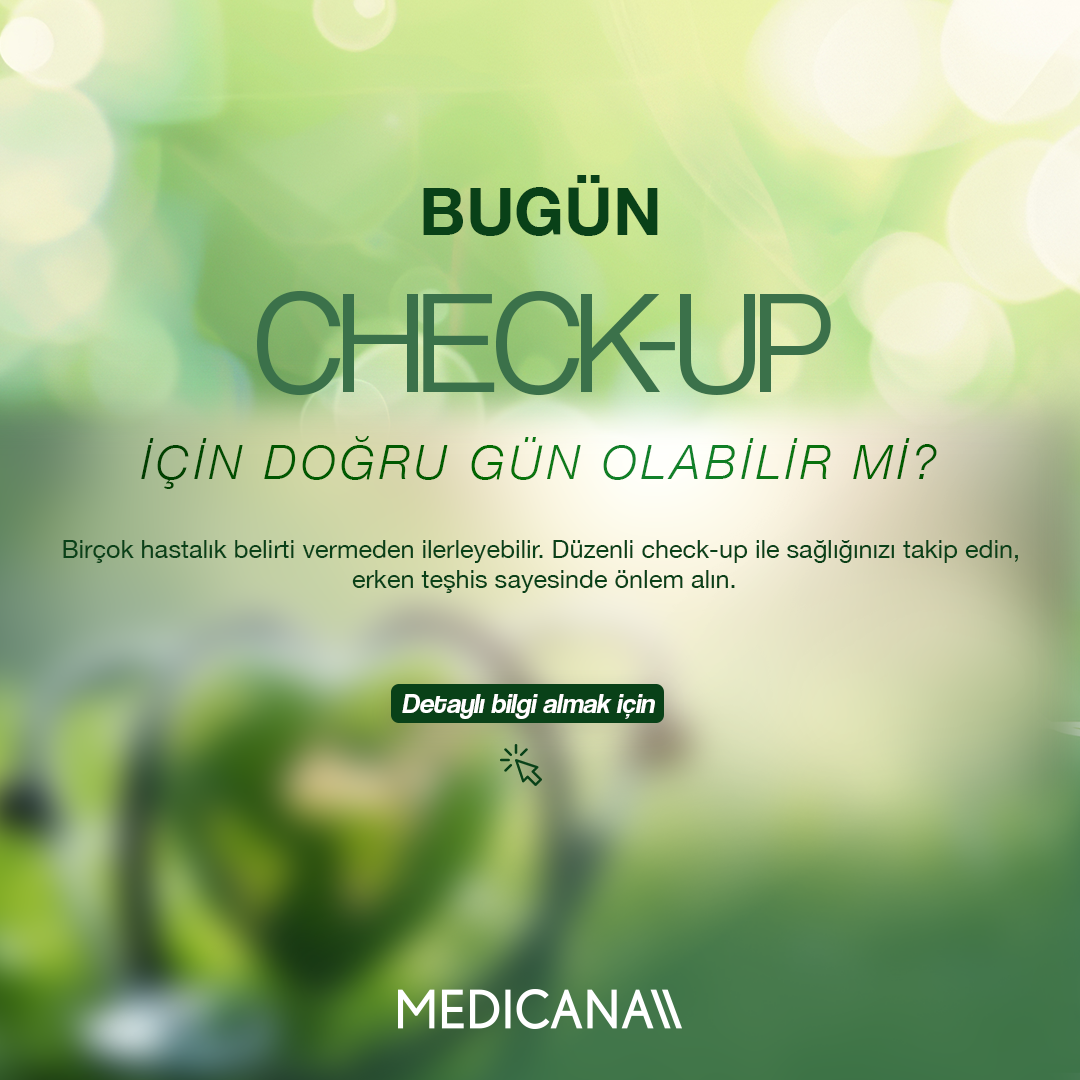 BUGÜN
CHECK-UP
İÇİN DOĞRU GÜN OLABİLİR Mİ?
Birçok hastalık belirti vermeden ilerleyebilir. Düzenli check-up ile sağlığınızı takip edin,
erken teşhis sayesinde önlem alın.
Detaylı bilgi almak için
MEDICANA